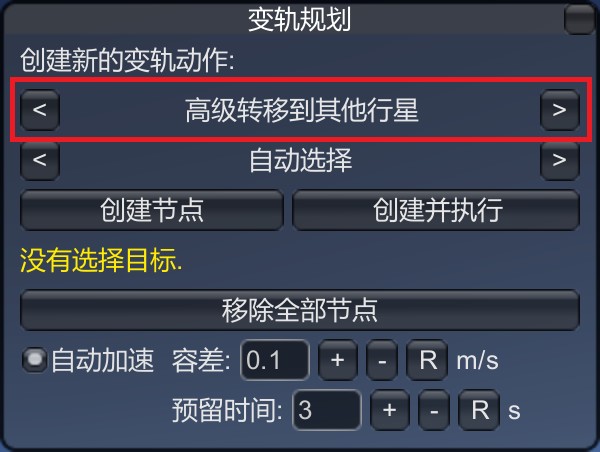 变轨规划
创建新的变轨动作:
< 高级转移到其他行星 >
< 自动选择 >
创建节点 创建并执行
没有选择目标.
移除全部节点
自动加速 容差: 0.1 + - R m/s
预留时间: 3 + - R s